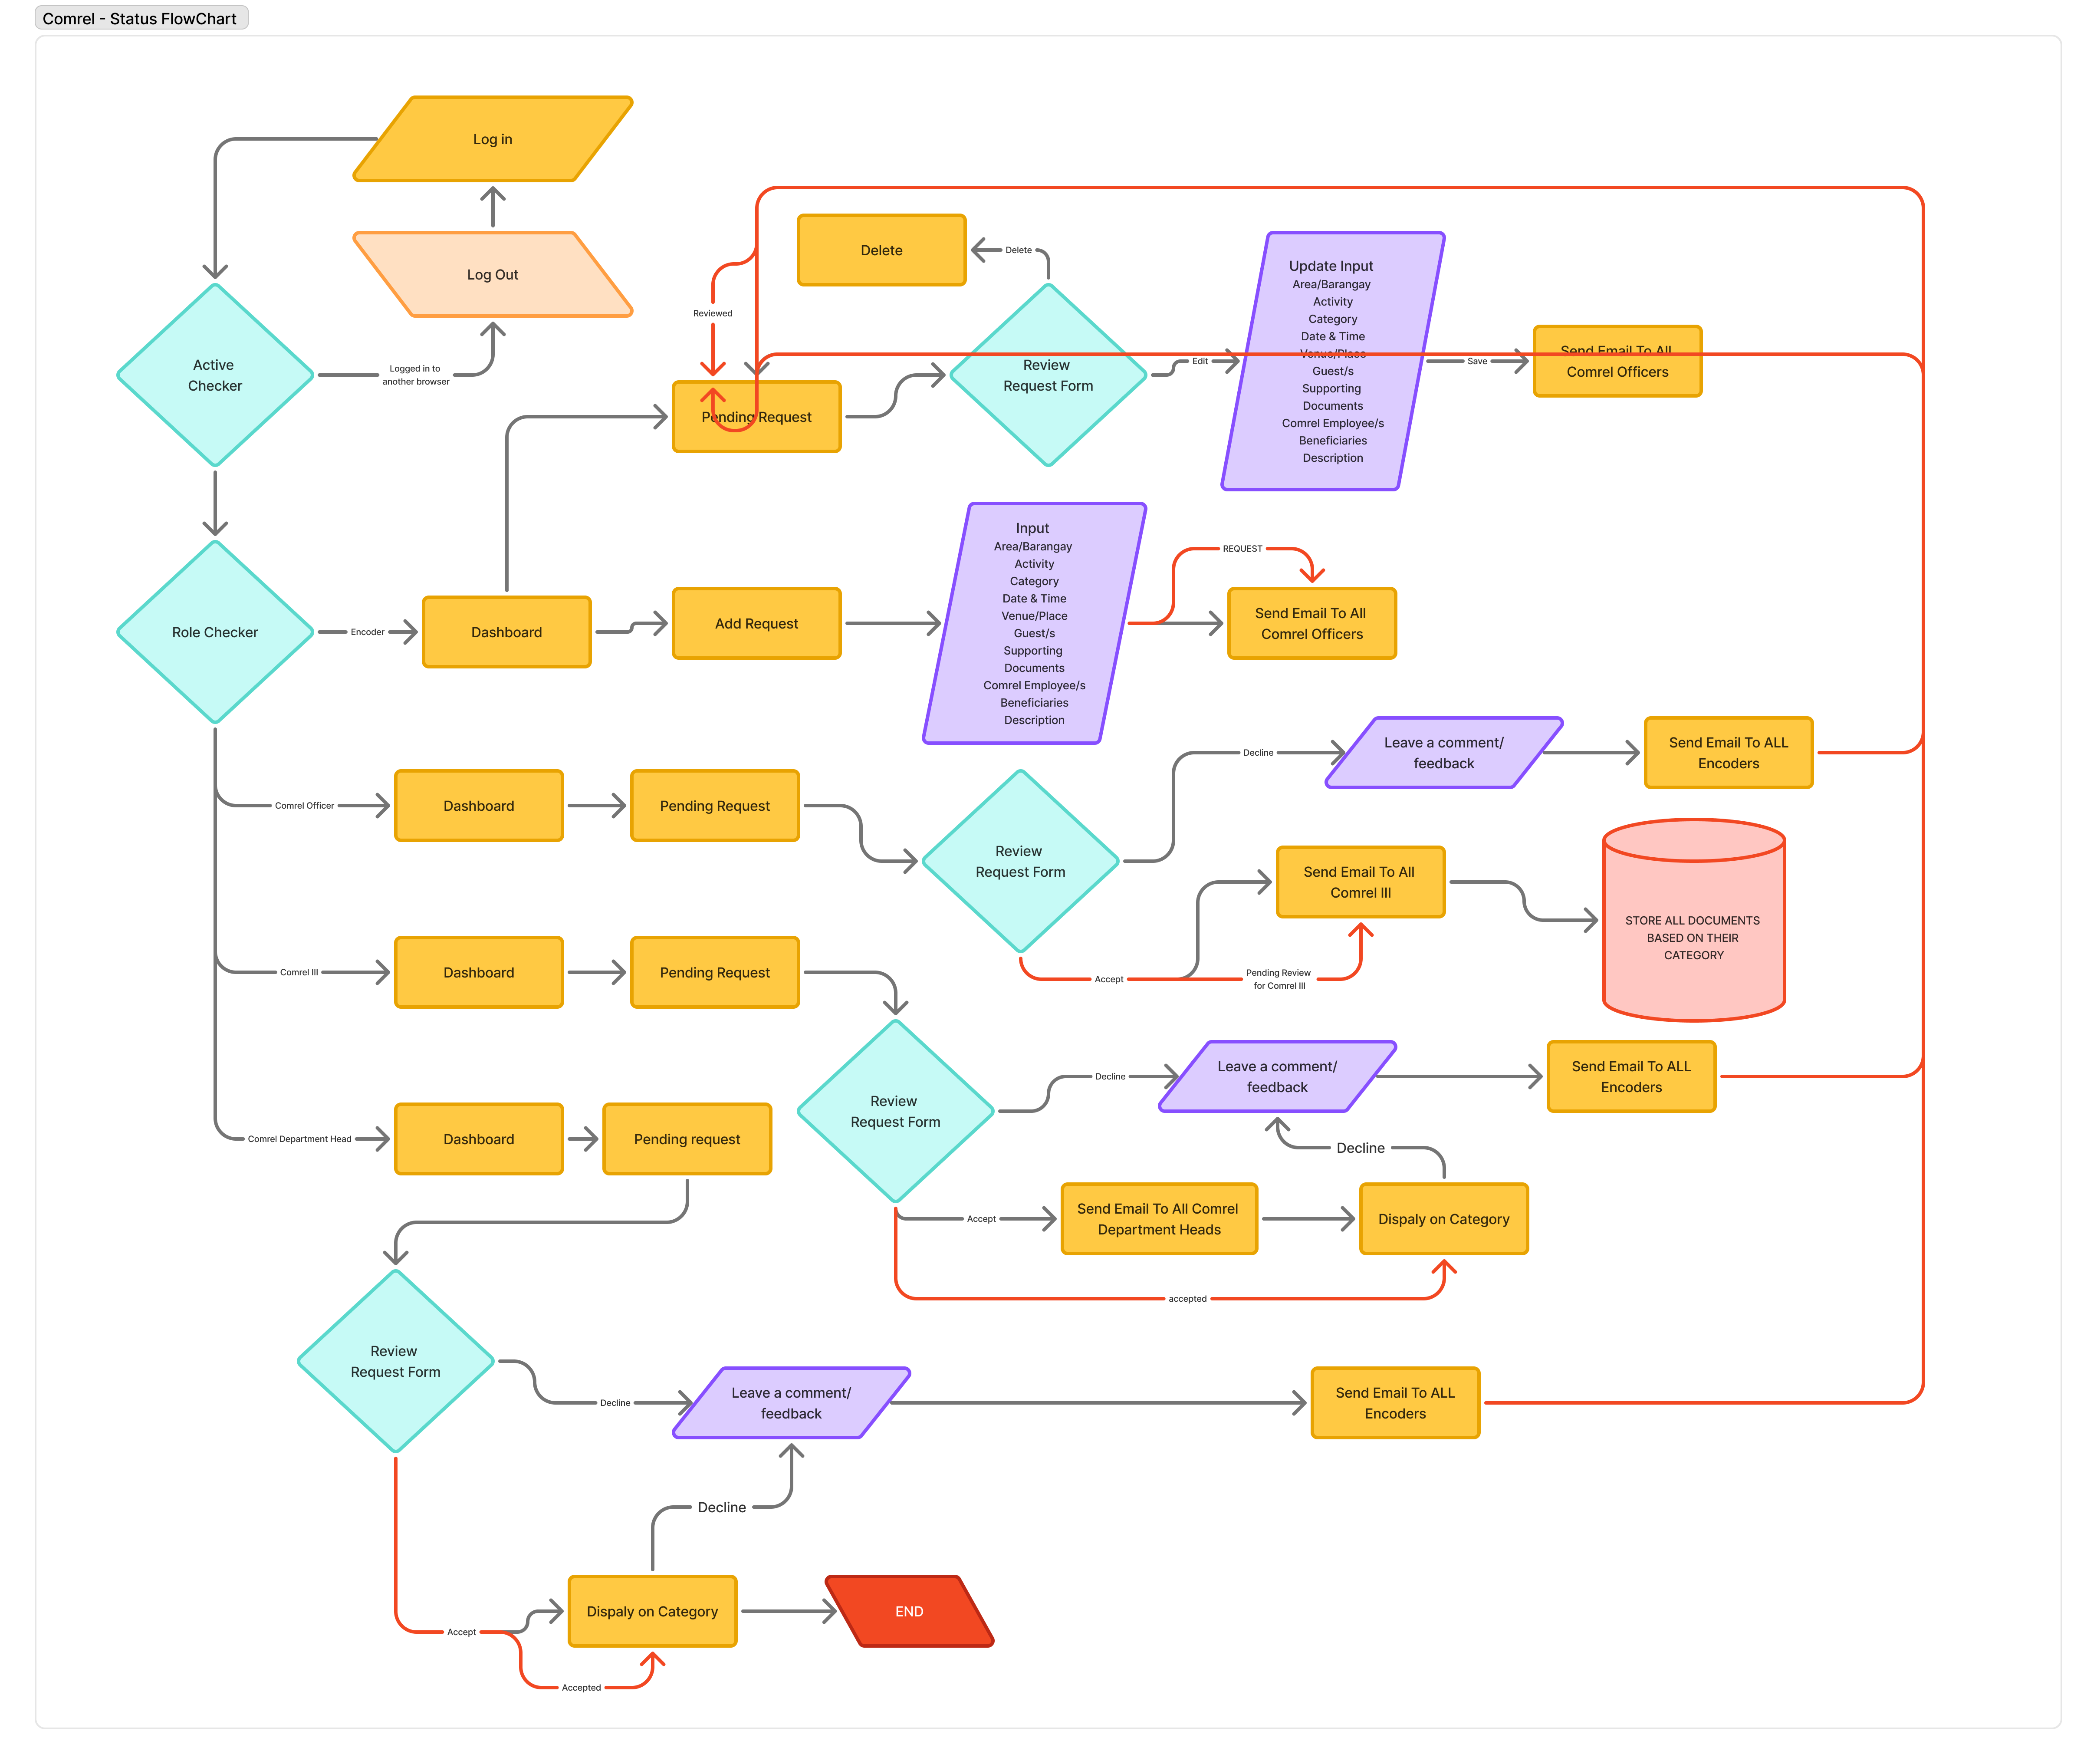 Comrel - Status FlowChart
Log in
Log Out
Active
Checker
Logged in to
another browser
Delete
Delete
Reviewed
Pending Request
Review
Request Form
Edit
Update Input
Area/Barangay
Activity
Category
Date & Time
Venue/Place
Guest/s
Supporting
Documents
Comrel Employee/s
Beneficiaries
Description
Save
Send Email To All
Comrel Officers
Role Checker
Encoder
Dashboard
Add Request
Input
Area/Barangay
Activity
Category
Date & Time
Venue/Place
Guest/s
Supporting
Documents
Comrel Employee/s
Beneficiaries
Description
REQUEST
Send Email To All
Comrel Officers
Comrel Officer
Dashboard
Pending Request
Review
Request Form
Decline
Leave a comment/
feedback
Send Email To ALL
Encoders
Accept
Pending Review
for Comrel III
Send Email To All
Comrel III
STORE ALL DOCUMENTS
BASED ON THEIR
CATEGORY
Comrel III
Dashboard
Pending Request
Review
Request Form
Decline
Leave a comment/
feedback
Send Email To ALL
Encoders
Decline
Accept
Send Email To All Comrel
Department Heads
Dispaly on Category
accepted
Comrel Department Head
Dashboard
Pending request
Review
Request Form
Decline
Leave a comment/
feedback
Send Email To ALL
Encoders
Decline
Accept
Dispaly on Category
END
Accepted